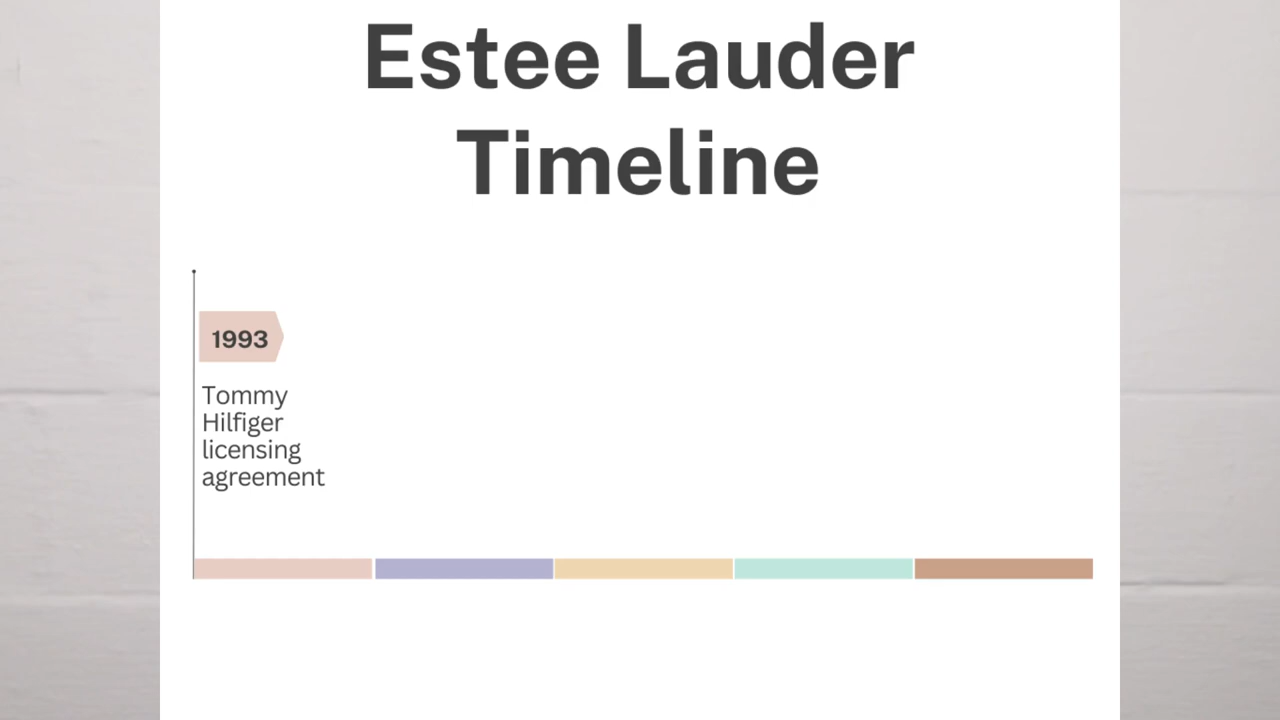 Estee Lauder
Timeline
1993
Tommy
Hilfiger
licensing
agreement